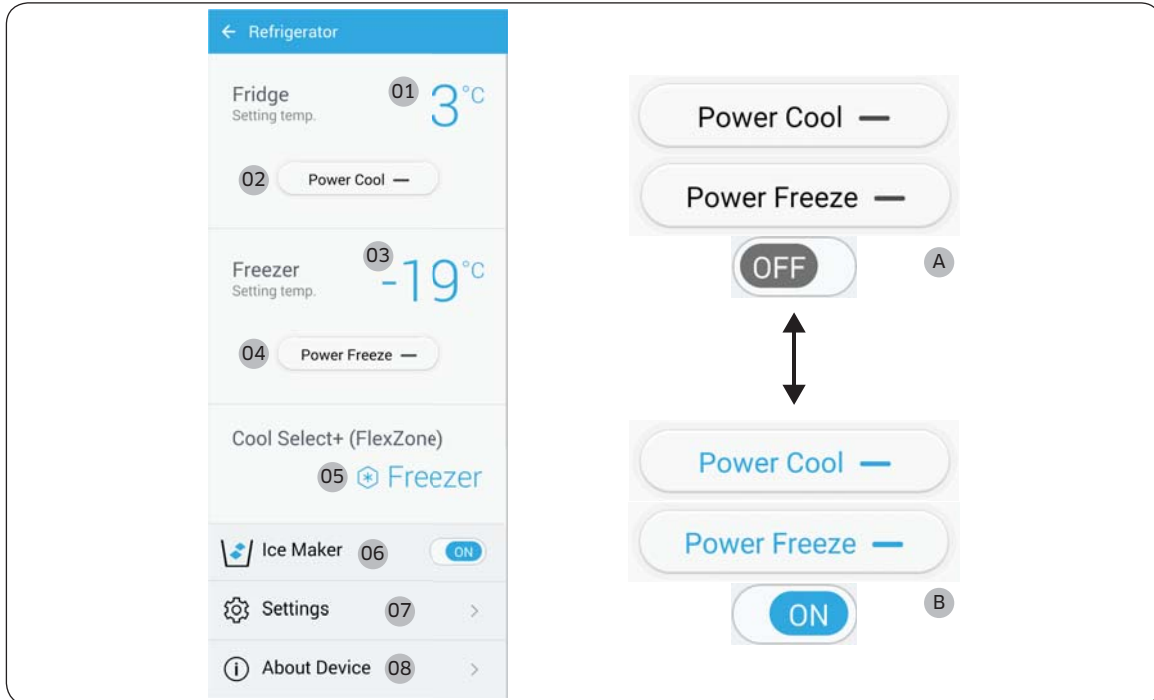 ← Refrigerator
Fridge
01 3°C
Setting temp.
02 Power Cool —
Freezer
03 -19°C
Setting temp.
04 Power Freeze —
Cool Select+ (FlexZone)
05 Freezer
Ice Maker 06 ON
Settings 07 >
About Device 08 >
Power Cool —
Power Freeze —
OFF
A
Power Cool —
Power Freeze —
ON
B